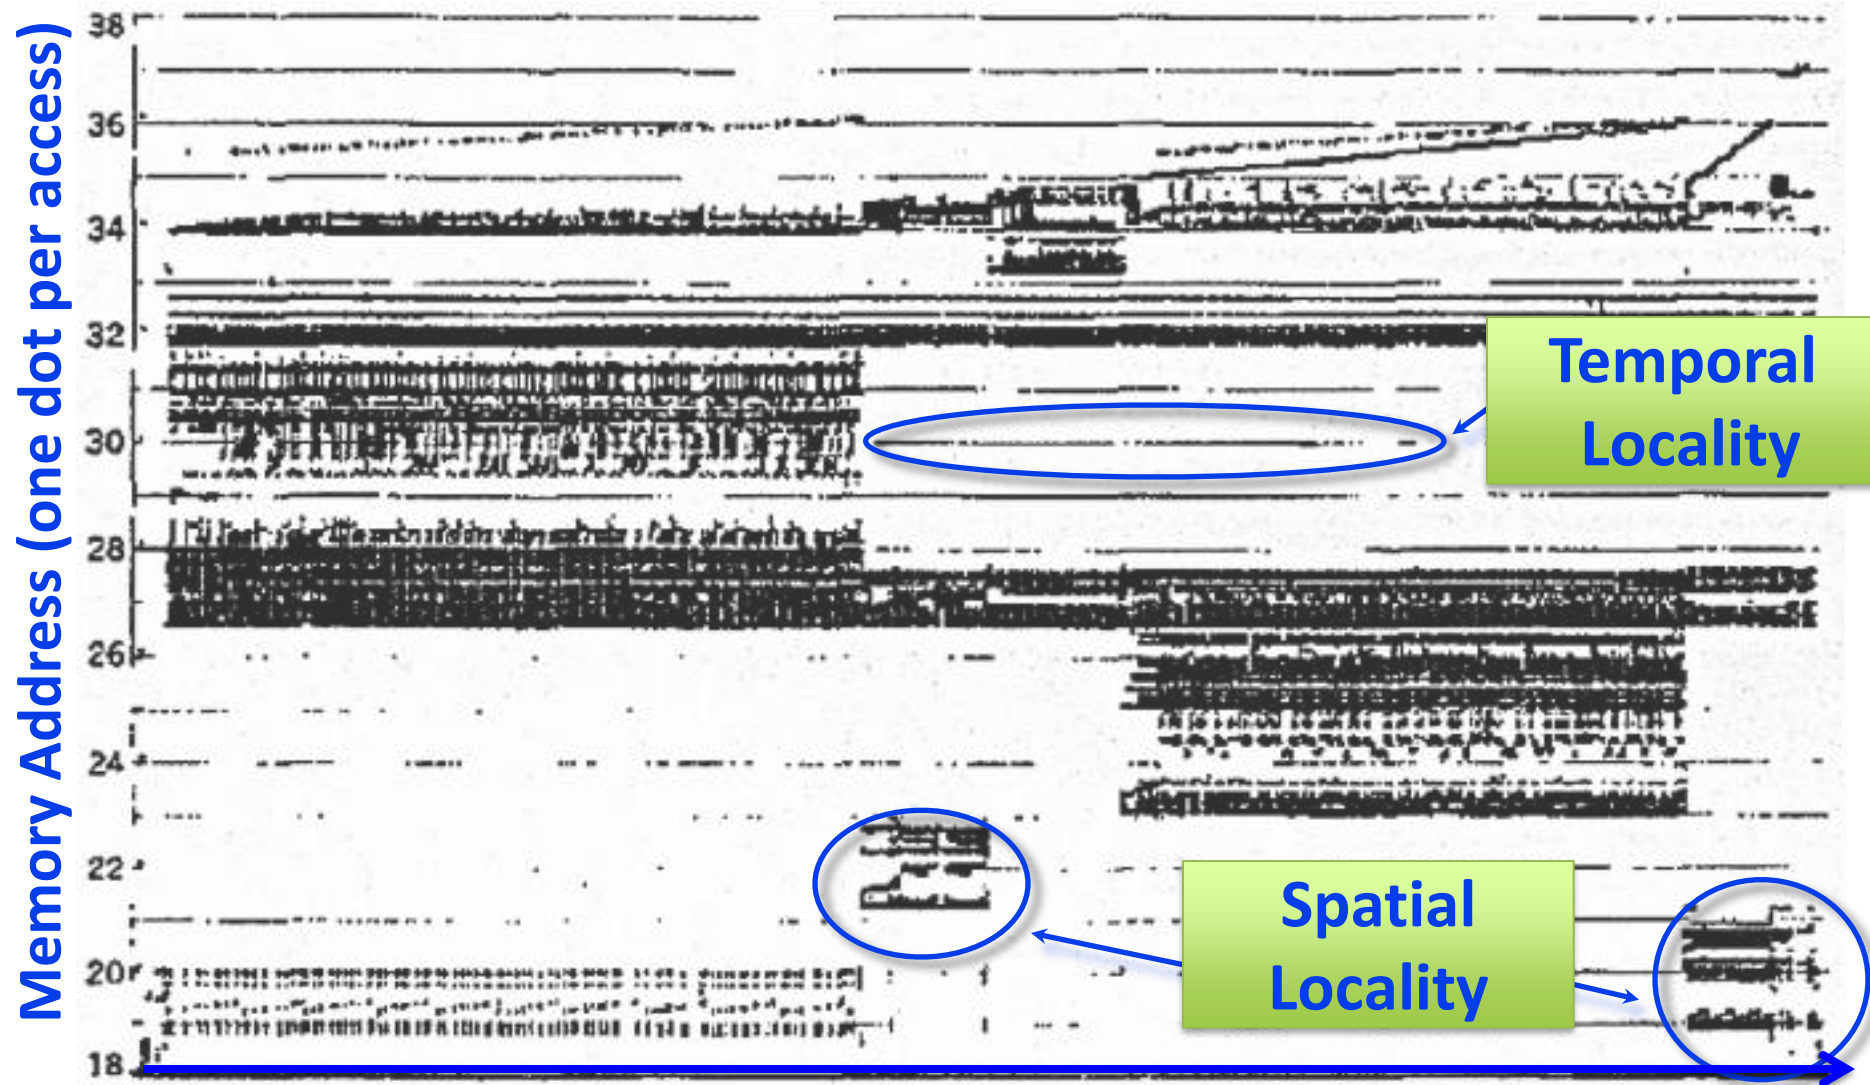 Memory Address (one dot per access)
38
36
34
32
30
28
26
24
22
20
18
Temporal
Locality
Spatial
Locality